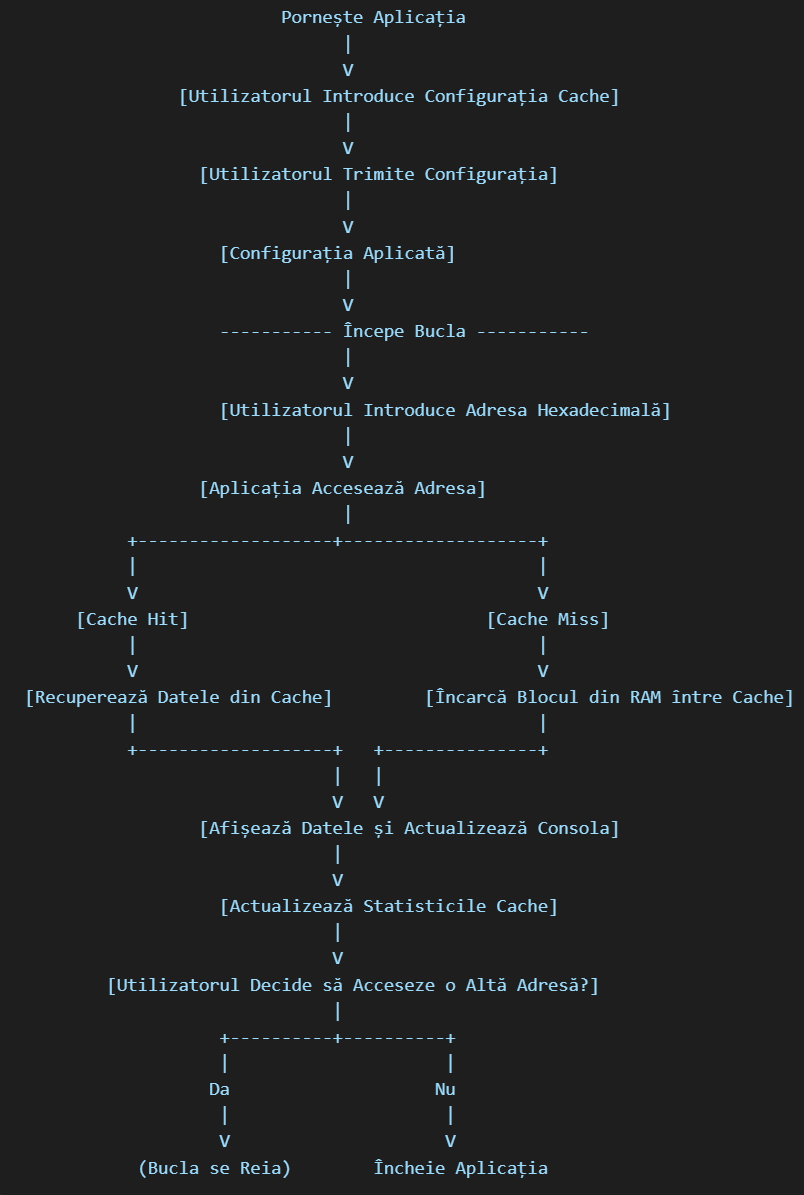 Pornește Aplicația
|
V
[Utilizatorul Introduce Configurația Cache]
|
V
[Utilizatorul Trimite Configurația]
|
V
[Configurația Aplicată]
|
V
----------- Începe Bucla -----------
|
V
[Utilizatorul Introduce Adresa Hexadecimală]
|
V
[Aplicația Accesează Adresa]
|
+-------------------+-------------------+
| |
V V
[Cache Hit] [Cache Miss]
| |
V V
[Recuperează Datele din Cache] [Încarcă Blocul din RAM între Cache]
| |
+-------------------+ +---------------+
| |
V V
[Afișează Datele și Actualizează Consola]
|
V
[Actualizează Statisticile Cache]
|
V
[Utilizatorul Decide să Acceseze o Altă Adresă?]
|
+----------+----------+
| |
Da Nu
| |
V V
(Bucla se Reia) Încheie Aplicația